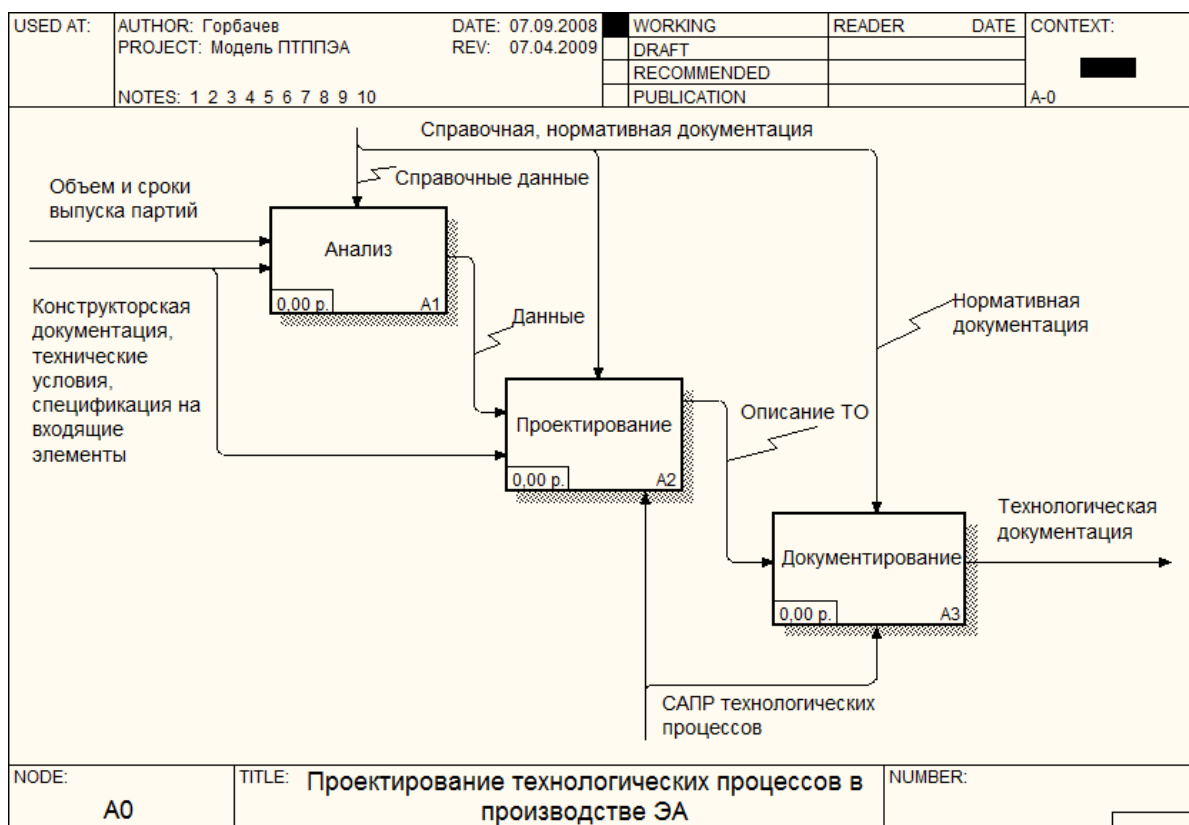 USED AT:
AUTHOR: Горбачев
DATE: 07.09.2008
PROJECT: Модель ПТППЭА
REV: 07.04.2009
NOTES: 1 2 3 4 5 6 7 8 9 10
WORKING
DRAFT
RECOMMENDED
PUBLICATION
READER
DATE
CONTEXT:
A-0
Справочная, нормативная документация
Справочные данные
Объем и сроки
выпуска партий
Анализ
0,00 р.
A1
Конструкторская
документация,
технические
условия,
спецификация на
входящие
элементы
Данные
Нормативная
документация
Проектирование
0,00 р.
A2
Описание ТО
Технологическая
документация
Документирование
0,00 р.
A3
САПР технологических
процессов
NODE:
A0
TITLE:
Проектирование технологических процессов в
производстве ЭА
NUMBER: